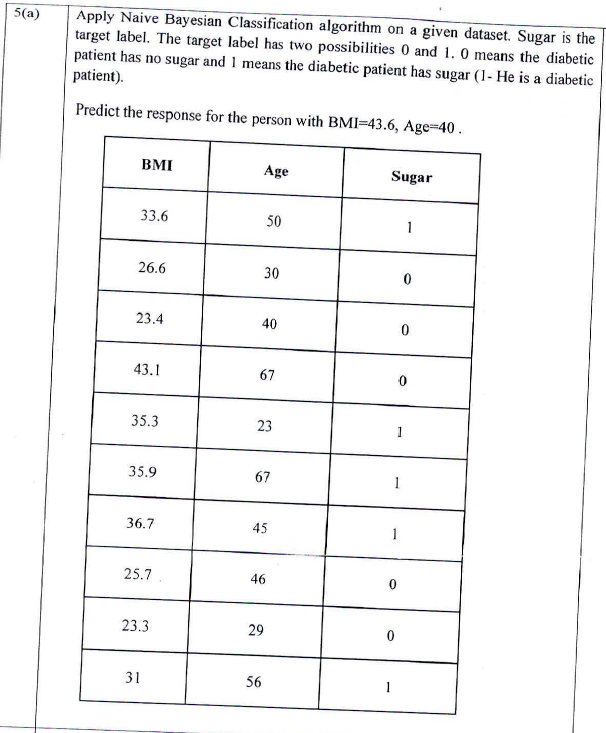 5(a) Apply Naive Bayesian Classification algorithm on a given dataset. Sugar is the
target label. The target label has two possibilities 0 and 1. 0 means the diabetic
patient has no sugar and 1 means the diabetic patient has sugar (1- He is a diabetic
patient).
Predict the response for the person with BMI=43.6, Age=40 .
BMI Age Sugar
33.6 50 1
26.6 30 0
23.4 40 0
43.1 67 0
35.3 23 1
35.9 67 1
36.7 45 1
25.7 46 0
23.3 29 0
31 56 1